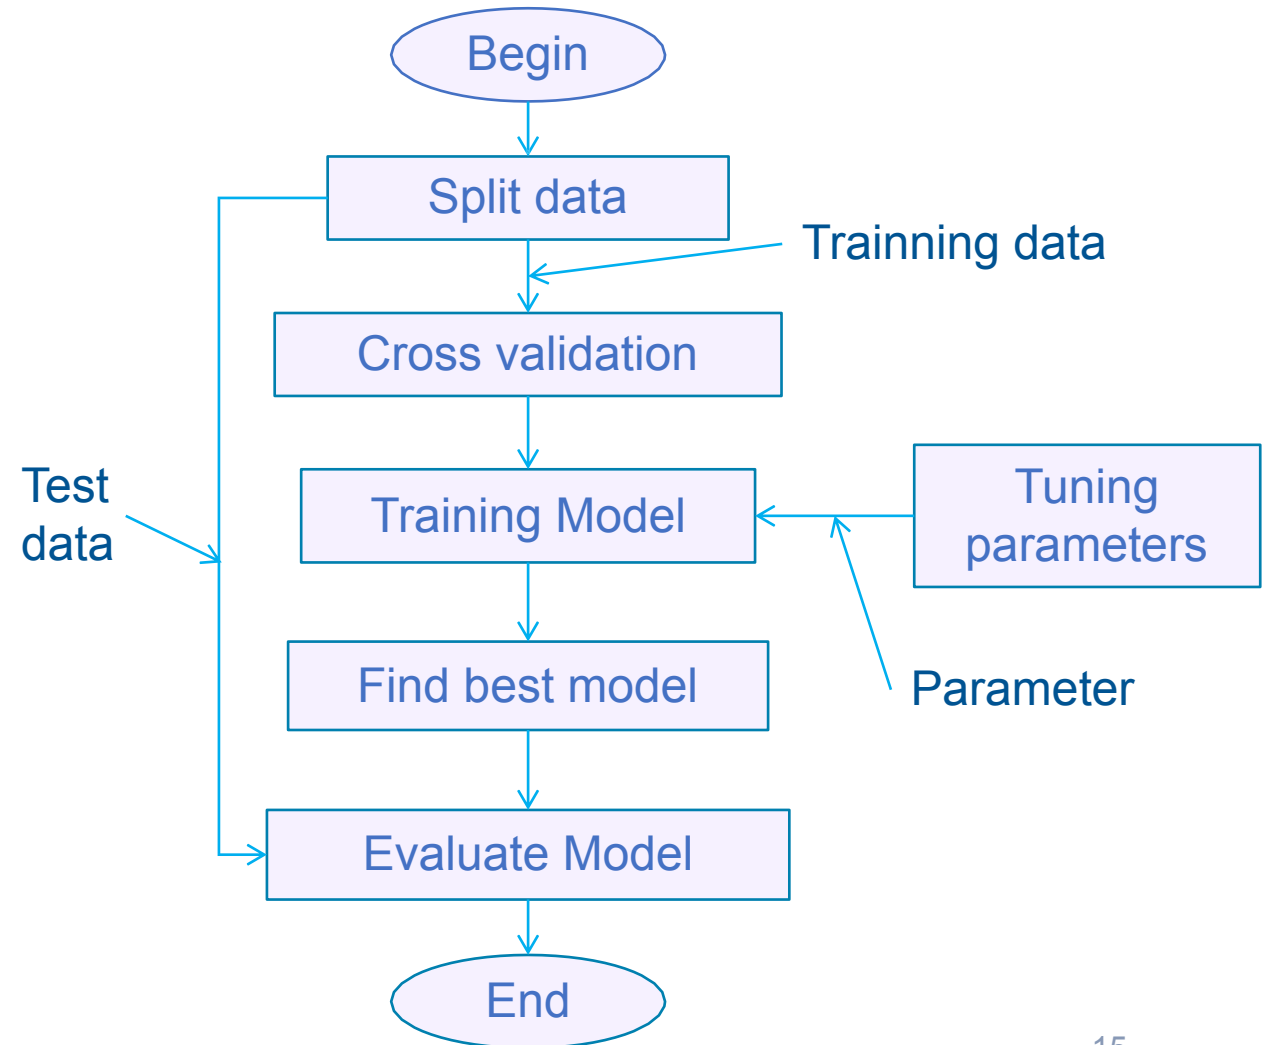 Begin
Split data
Trainning data
Cross validation
Test
data
Training Model
Tuning
parameters
Find best model
Parameter
Evaluate Model
End
15